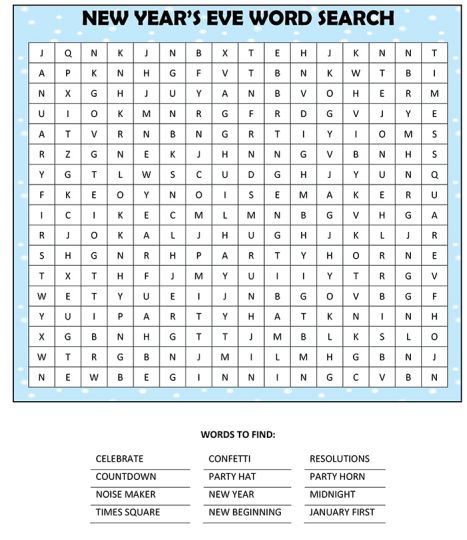 NEW YEAR'S EVE WORD SEARCH
J Q N K J N B X T E H J K N N T
A P K N H G F V T B N K W T B I
N X G H J U Y A N B V O H E R M
U I O K M N R G F R D G V J Y E
A T V R N B N G R T I Y I O M S
R Z G N E K J H N N G V B N H S
Y G T L W S C U D G H J Y U N Q
F K E O Y N O I S E M A K E R U
I C I K E C M L M N B G V H G A
R J O K A L J H U G H J K L J R
S H G N R H P A R T Y H O R N E
T X T H F J M Y U I I Y T R G V
W E T Y U E I J N B G O V B G F
Y U I P A R T Y H A T K N I N H
X G B N H G T T J M B L K S L O
W T R G B N J M I L M H G B N J
N E W B E G I N N I N G C V B N
WORDS TO FIND:
CELEBRATE CONFETTI RESOLUTIONS
COUNTDOWN PARTY HAT PARTY HORN
NOISE MAKER NEW YEAR MIDNIGHT
TIMES SQUARE NEW BEGINNING JANUARY FIRST